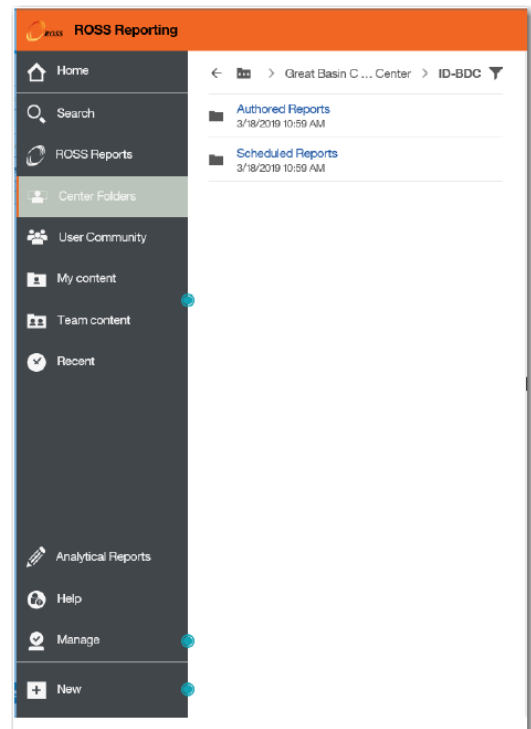 ROSS ROSS Reporting
Home
Great Basin C ... Center > ID-BDC
Search
Authored Reports
3/18/2019 10:59 AM
ROSS Reports
Scheduled Reports
3/18/2019 10:59 AM
Center Folders
User Community
My content
Team content
Recent
Analytical Reports
Help
Manage
New